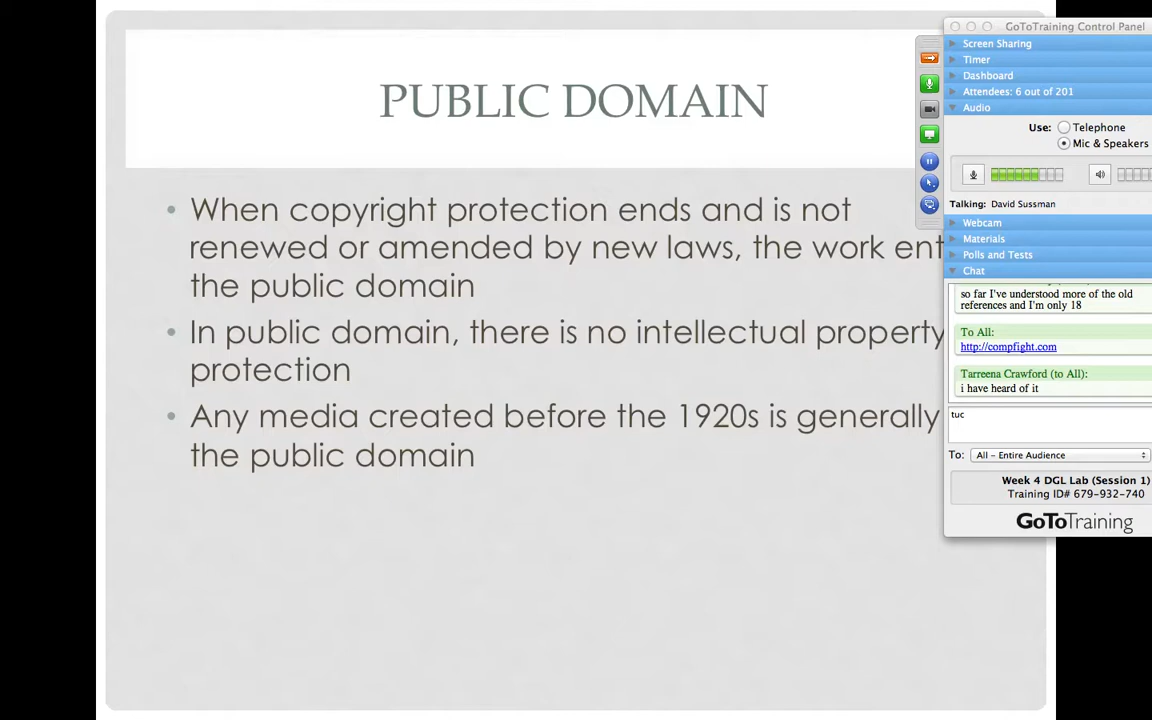 PUBLIC DOMAIN
• When copyright protection ends and is not
renewed or amended by new laws, the work ent
the public domain
• In public domain, there is no intellectual property
protection
• Any media created before the 1920s is generally
the public domain
GoToTraining Control Panel
Screen Sharing
Timer
Dashboard
Attendees: 6 out of 201
Audio
Use: Telephone
Mic & Speakers
Talking: David Sussman
Webcam
Materials
Polls and Tests
Chat
so far I've understood more of the old
references and I'm only 18
To All:
http://compfight.com
Tarreena Crawford (to All):
i have heard of it
tuc
To: All - Entire Audience
Week 4 DGL Lab (Session 1)
Training ID# 679-932-740
GoToTraining